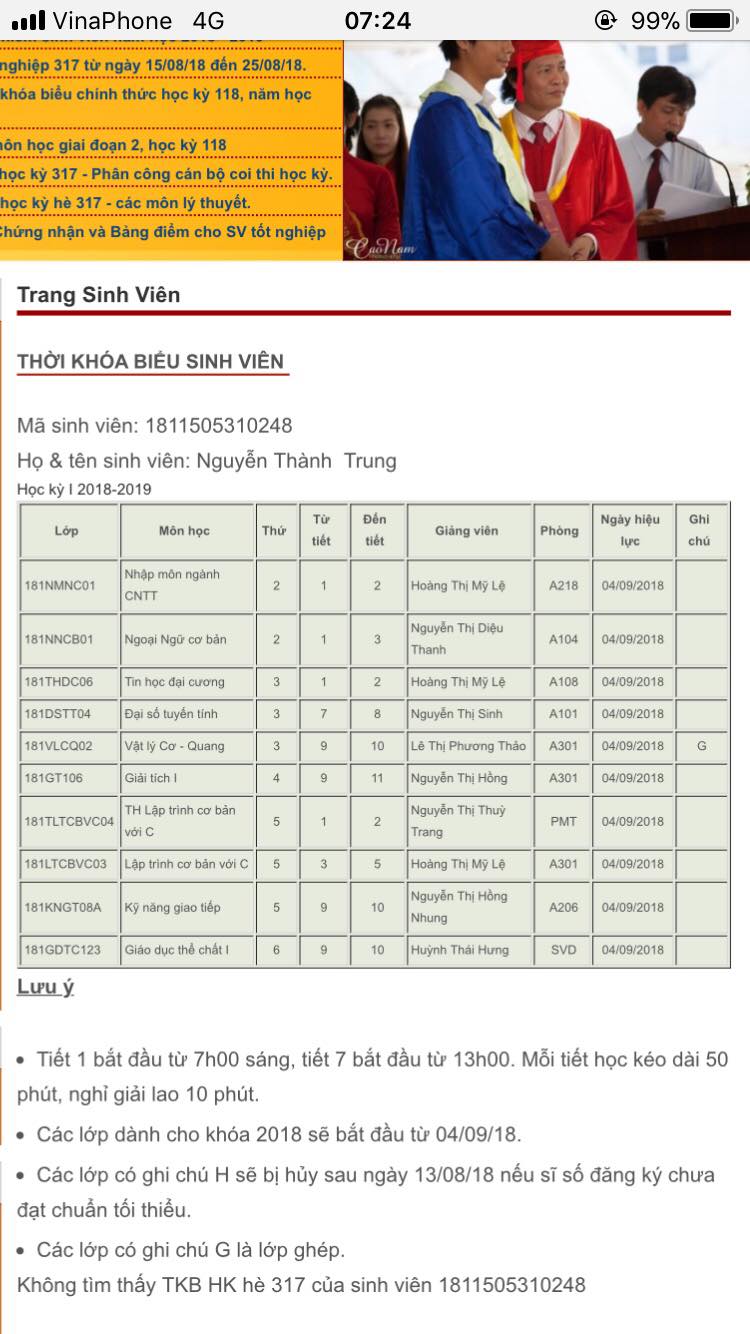 VinaPhone 4G 07:24 99%
nghiệp 317 từ ngày 15/08/18 đến 25/08/18.
khóa biểu chính thức học kỳ 118, năm học
môn học giai đoạn 2, học kỳ 118
học kỳ 317 - Phân công cán bộ coi thi học kỳ.
học kỳ hè 317 - các môn lý thuyết.
Chứng nhận và Bảng điểm cho SV tốt nghiệp
CaoNam
Trang Sinh Viên
THỜI KHÓA BIỂU SINH VIÊN
Mã sinh viên: 1811505310248
Họ & tên sinh viên: Nguyễn Thành Trung
Học kỳ I 2018-2019
Lớp Môn học Thứ Từ tiết Đến tiết Giảng viên Phòng Ngày hiệu lực Ghi chú
181NMNC01 Nhập môn ngành CNTT 2 1 2 Hoàng Thị Mỹ Lệ A218 04/09/2018
181NNCB01 Ngoại Ngữ cơ bản 2 1 3 Nguyễn Thị Diệu Thanh A104 04/09/2018
181THDC06 Tin học đại cương 3 1 2 Hoàng Thị Mỹ Lệ A108 04/09/2018
181DSTT04 Đại số tuyến tính 3 7 8 Nguyễn Thị Sinh A101 04/09/2018
181VLCQ02 Vật lý Cơ - Quang 3 9 10 Lê Thị Phương Thảo A301 04/09/2018 G
181GT106 Giải tích I 4 9 11 Nguyễn Thị Hồng A301 04/09/2018
181TLTCBVC04 TH Lập trình cơ bản với C 5 1 2 Nguyễn Thị Thuỳ Trang PMT 04/09/2018
181LTCBVC03 Lập trình cơ bản với C 5 3 5 Hoàng Thị Mỹ Lệ A301 04/09/2018
181KNGT08A Kỹ năng giao tiếp 5 9 10 Nguyễn Thị Hồng Nhung A206 04/09/2018
181GDTC123 Giáo dục thể chất I 6 9 10 Huỳnh Thái Hưng SVD 04/09/2018
Lưu ý
• Tiết 1 bắt đầu từ 7h00 sáng, tiết 7 bắt đầu từ 13h00. Mỗi tiết học kéo dài 50
phút, nghỉ giải lao 10 phút.
• Các lớp dành cho khóa 2018 sẽ bắt đầu từ 04/09/18.
• Các lớp có ghi chú H sẽ bị hủy sau ngày 13/08/18 nếu sĩ số đăng ký chưa
đạt chuẩn tối thiểu.
• Các lớp có ghi chú G là lớp ghép.
Không tìm thấy TKB HK hè 317 của sinh viên 1811505310248